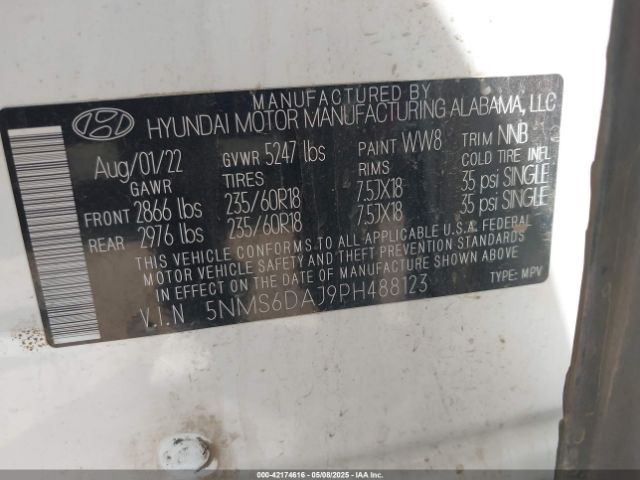 MANUFACTURED BY
HYUNDAI MOTOR MANUFACTURING ALABAMA, LLC
Aug/01/22 GVWR 5247 lbs PAINT WW8 TRIM NNB
GAWR TIRES RIMS COLD TIRE INFL
FRONT 2866 lbs 235/60R18 7.5JX18 35 psi SINGLE
REAR 2976 lbs 235/60R18 7.5JX18 35 psi SINGLE
THIS VEHICLE CONFORMS TO ALL APPLICABLE U.S.A. FEDERAL
MOTOR VEHICLE SAFETY AND THEFT PREVENTION STANDARDS
IN EFFECT ON THE DATE OF MANUFACTURE SHOWN ABOVE.
V.I.N 5NMS6DAJ9PH488123 TYPE: MPV
000-42174616 - 05/08/2025 - IAAI.COM